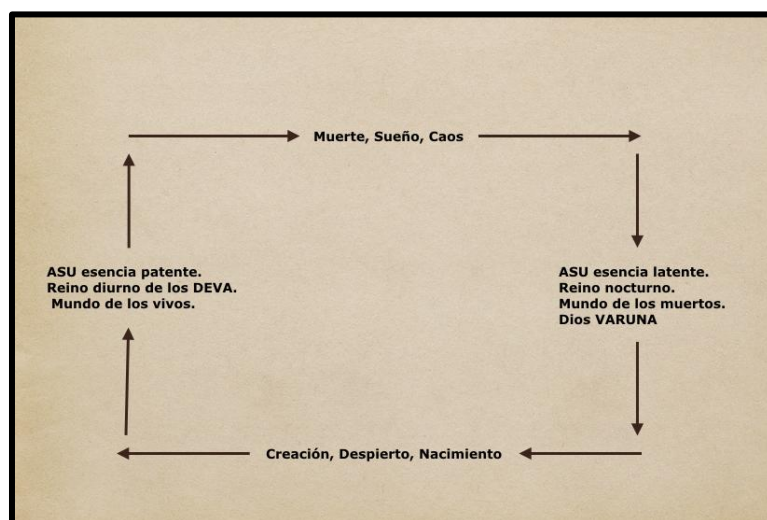 Muerte, Sueño, Caos
ASU esencia patente.
Reino diurno de los DEVA.
Mundo de los vivos.
ASU esencia latente.
Reino nocturno.
Mundo de los muertos.
Dios VARUNA
Creación, Despierto, Nacimiento